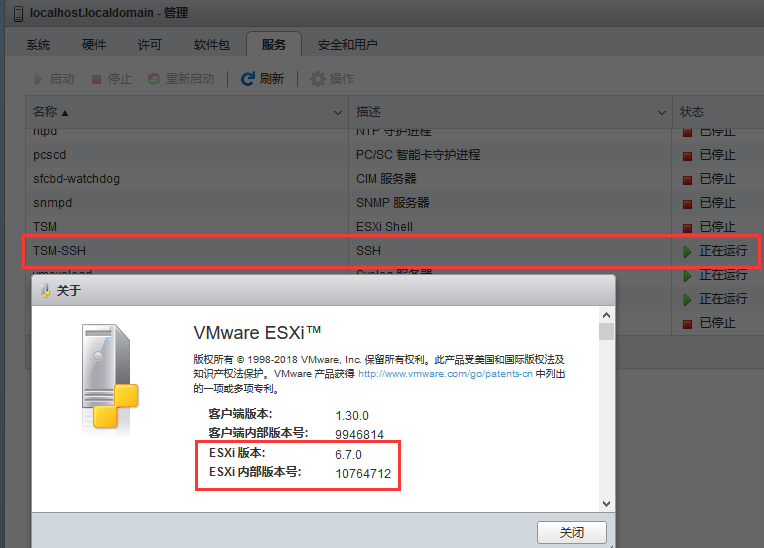 localhost.localdomain - 管理
系统 硬件 许可 软件包 服务 安全和用户
启动 停止 重新启动 刷新 操作
名称 ▲ 描述 状态
ntpd NTP 守护进程 已停止
pcscd PC/SC 智能卡守护进程 已停止
sfcbd-watchdog CIM 服务器 已停止
snmpd SNMP 服务器 已停止
TSM ESXi Shell 已停止
TSM-SSH SSH 正在运行
Syslog 服务器 正在运行
正在运行
已停止
关于
VMware ESXi™
版权所有 © 1998-2018 VMware, Inc. 保留所有权利。此产品受美国和国际版权法及
知识产权法保护。VMware 产品获得 http://www.vmware.com/go/patents-cn 中列出
的一项或多项专利。
客户端版本: 1.30.0
客户端内部版本号: 9946814
ESXi 版本: 6.7.0
ESXi 内部版本号: 10764712
关闭